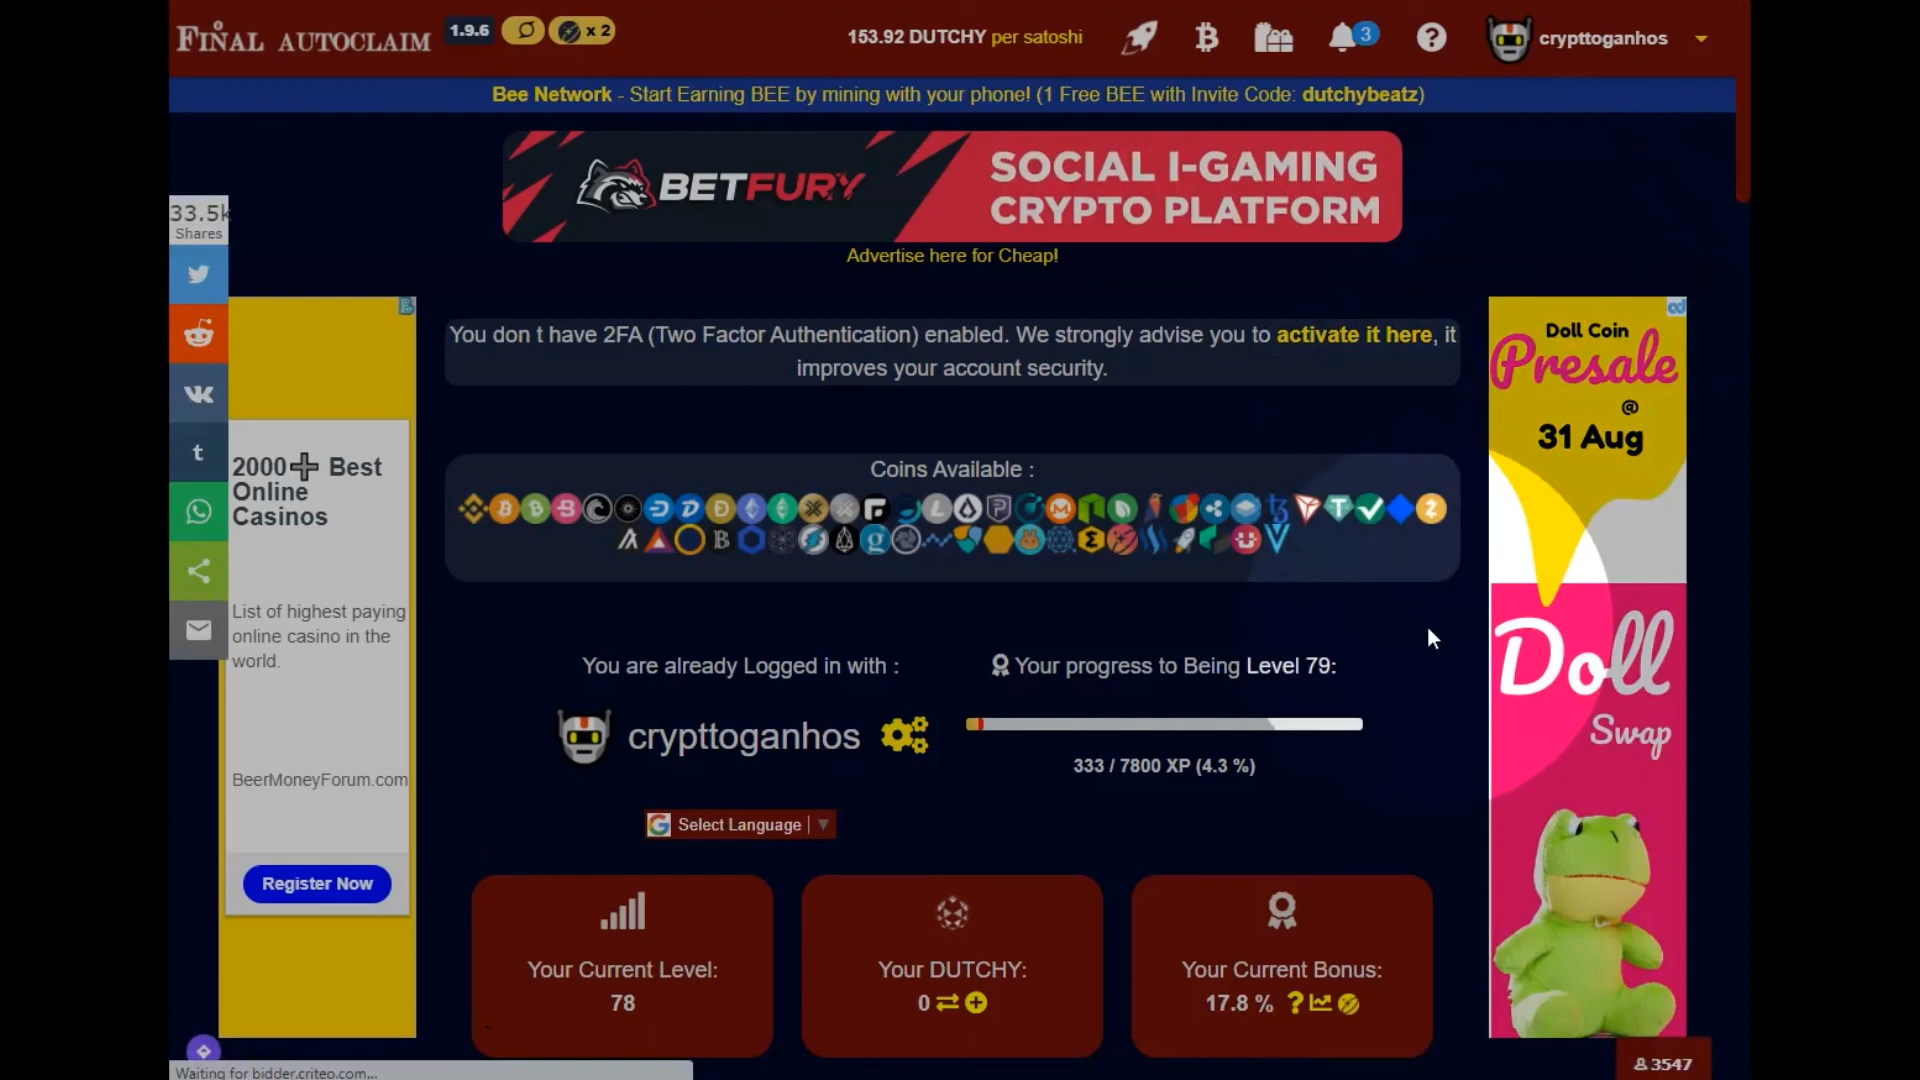 FINAL AUTOCLAIM
1.9.6
x 2
153.92 DUTCHY per satoshi
3
crypttoganhos
Bee Network - Start Earning BEE by mining with your phone! (1 Free BEE with Invite Code: dutchybeatz)
BETFURY
SOCIAL I-GAMING
CRYPTO PLATFORM
Advertise here for Cheap!
33.5k
Shares
You don t have 2FA (Two Factor Authentication) enabled. We strongly advise you to activate it here, it
improves your account security.
2000➕ Best
Online
Casinos
List of highest paying
online casino in the
world.
BeerMoneyForum.com
Register Now
Coins Available :
You are already Logged in with :
crypttoganhos
Select Language
Your progress to Being Level 79:
333 / 7800 XP (4.3 %)
Your Current Level:
78
Your DUTCHY:
0
Your Current Bonus:
17.8 %
Doll Coin
Presale
@
31 Aug
Doll
Swap
3547
Waiting for bidder.criteo.com...